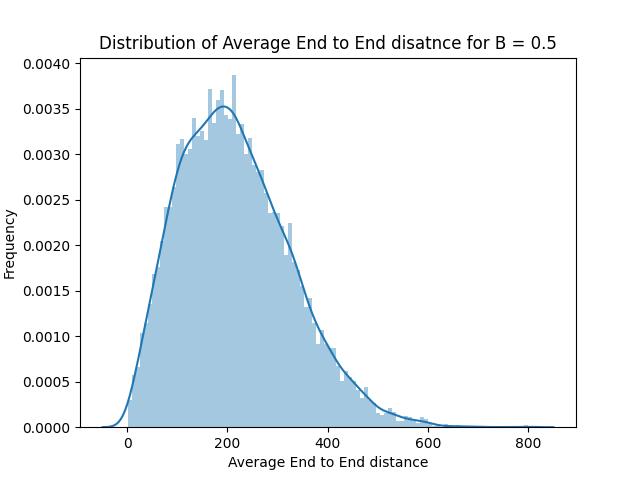 Distribution of Average End to End disatnce for B = 0.5
0.0040
0.0035
0.0030
0.0025
0.0020
0.0015
0.0010
0.0005
0.0000
Frequency
0 200 400 600 800
Average End to End distance